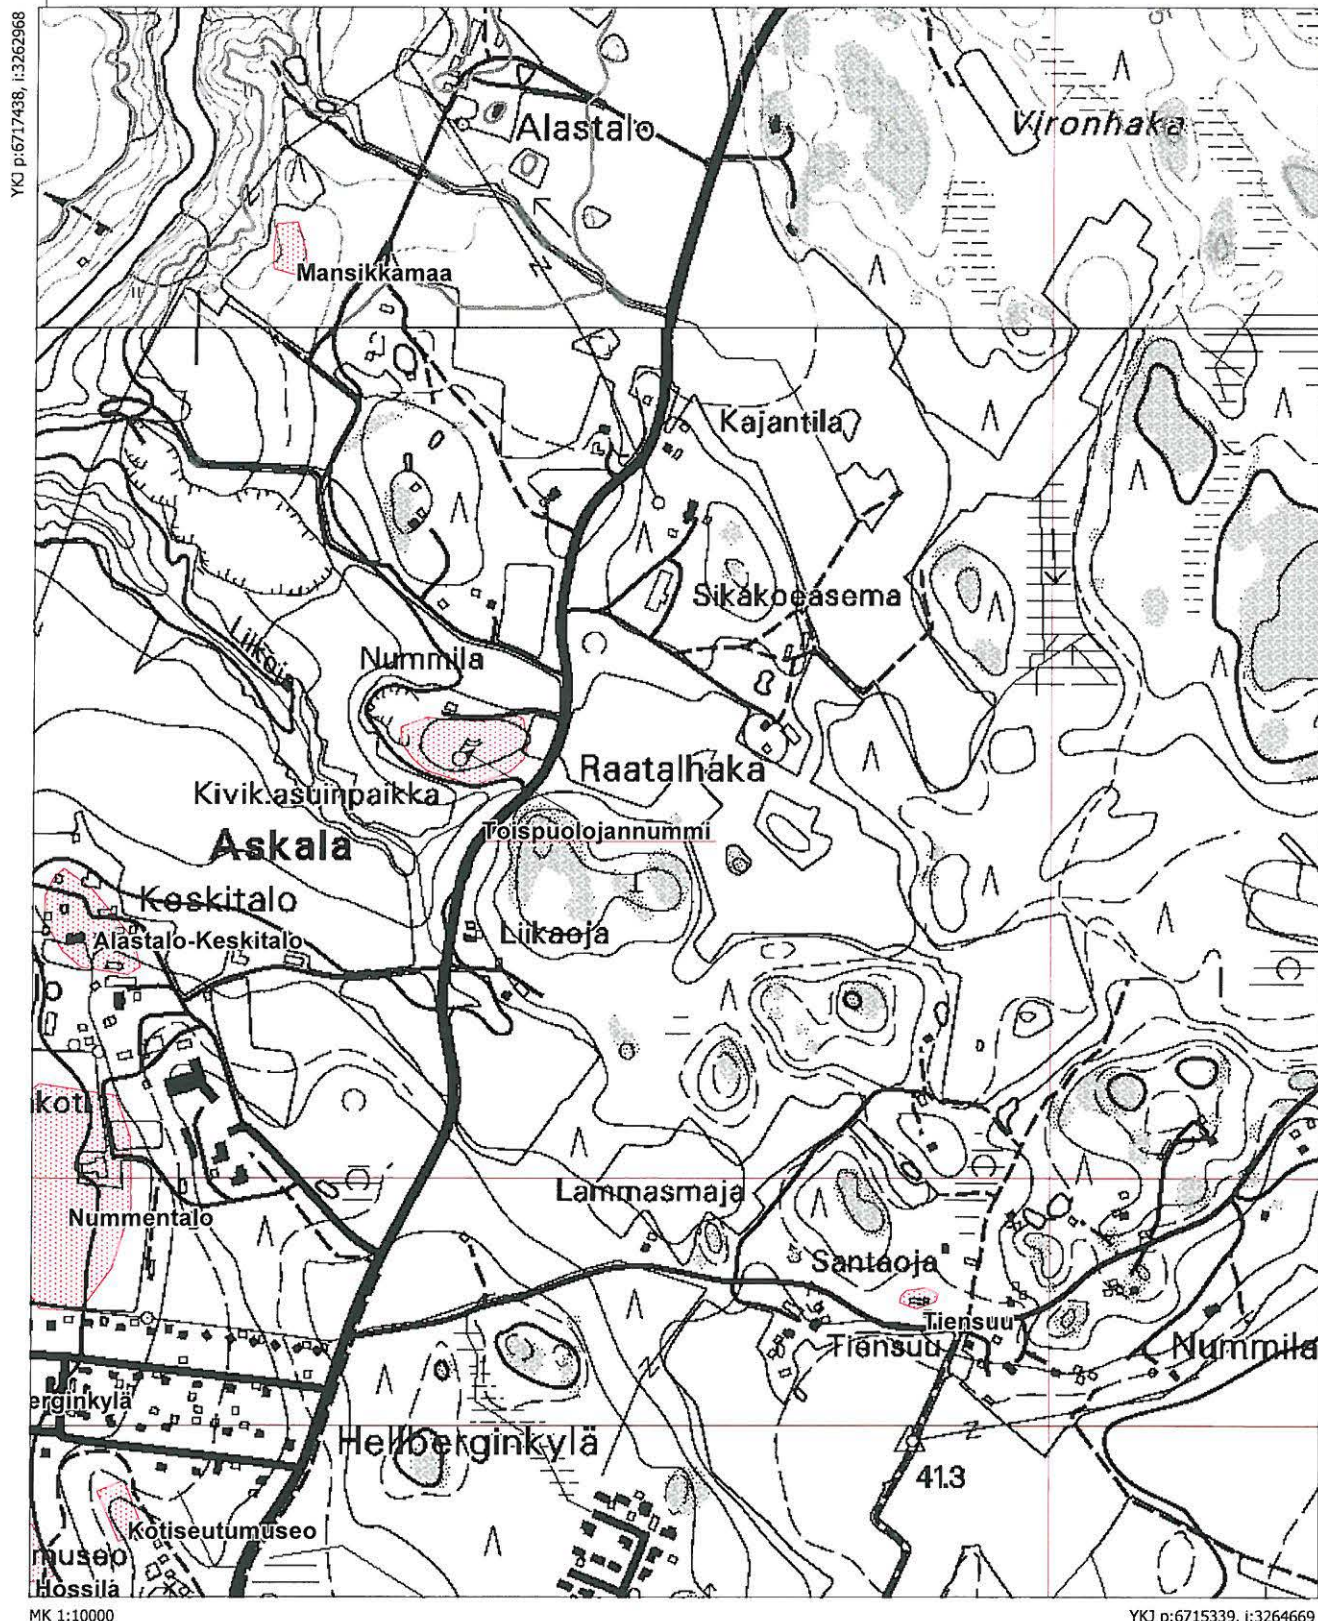 YKJ p:6717438, i:3262968
Alastalo
Vironhaka
Mansikkamaa
Kajantila
Sikakoeasema
Liikoja
Nummila
Raatalhaka
Kivik.asuinpaikka
Toispuolojannummi
Askala
Keskitalo
Liikaoja
Alastalo-Keskitalo
lo
koti
Lammasmaja
Nummentalo
Santaoja
Tiensuu
Tiensuu
Nummila
erginkylä
Hellberginkylä
41.3
Kotiseutumuseo
museo
Hossilä
MK 1:10000
YKJ p:6715339, i:3264669